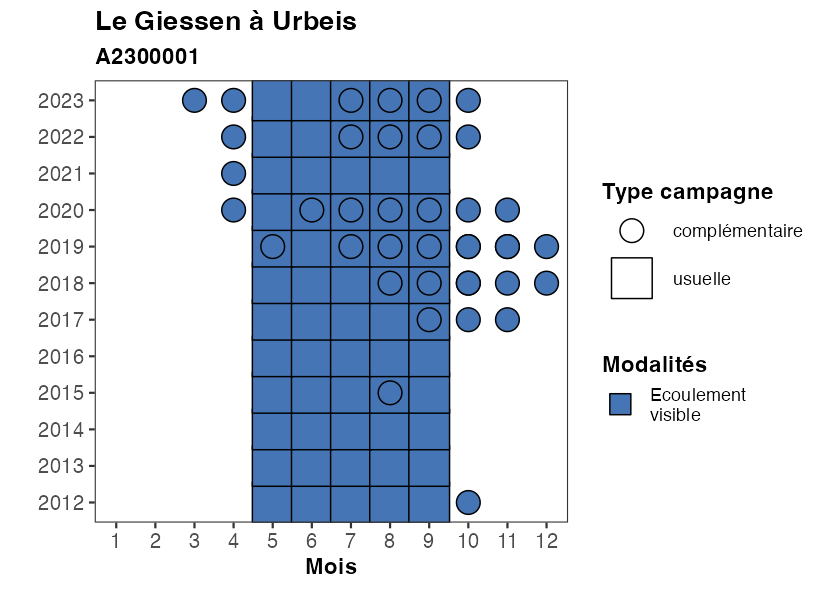 Le Giessen à Urbeis
A2300001
2023
2022
2021
2020
2019
2018
2017
2016
2015
2014
2013
2012
1 2 3 4 5 6 7 8 9 10 11 12
Mois
Type campagne
complémentaire
usuelle
Modalités
Ecoulement
visible